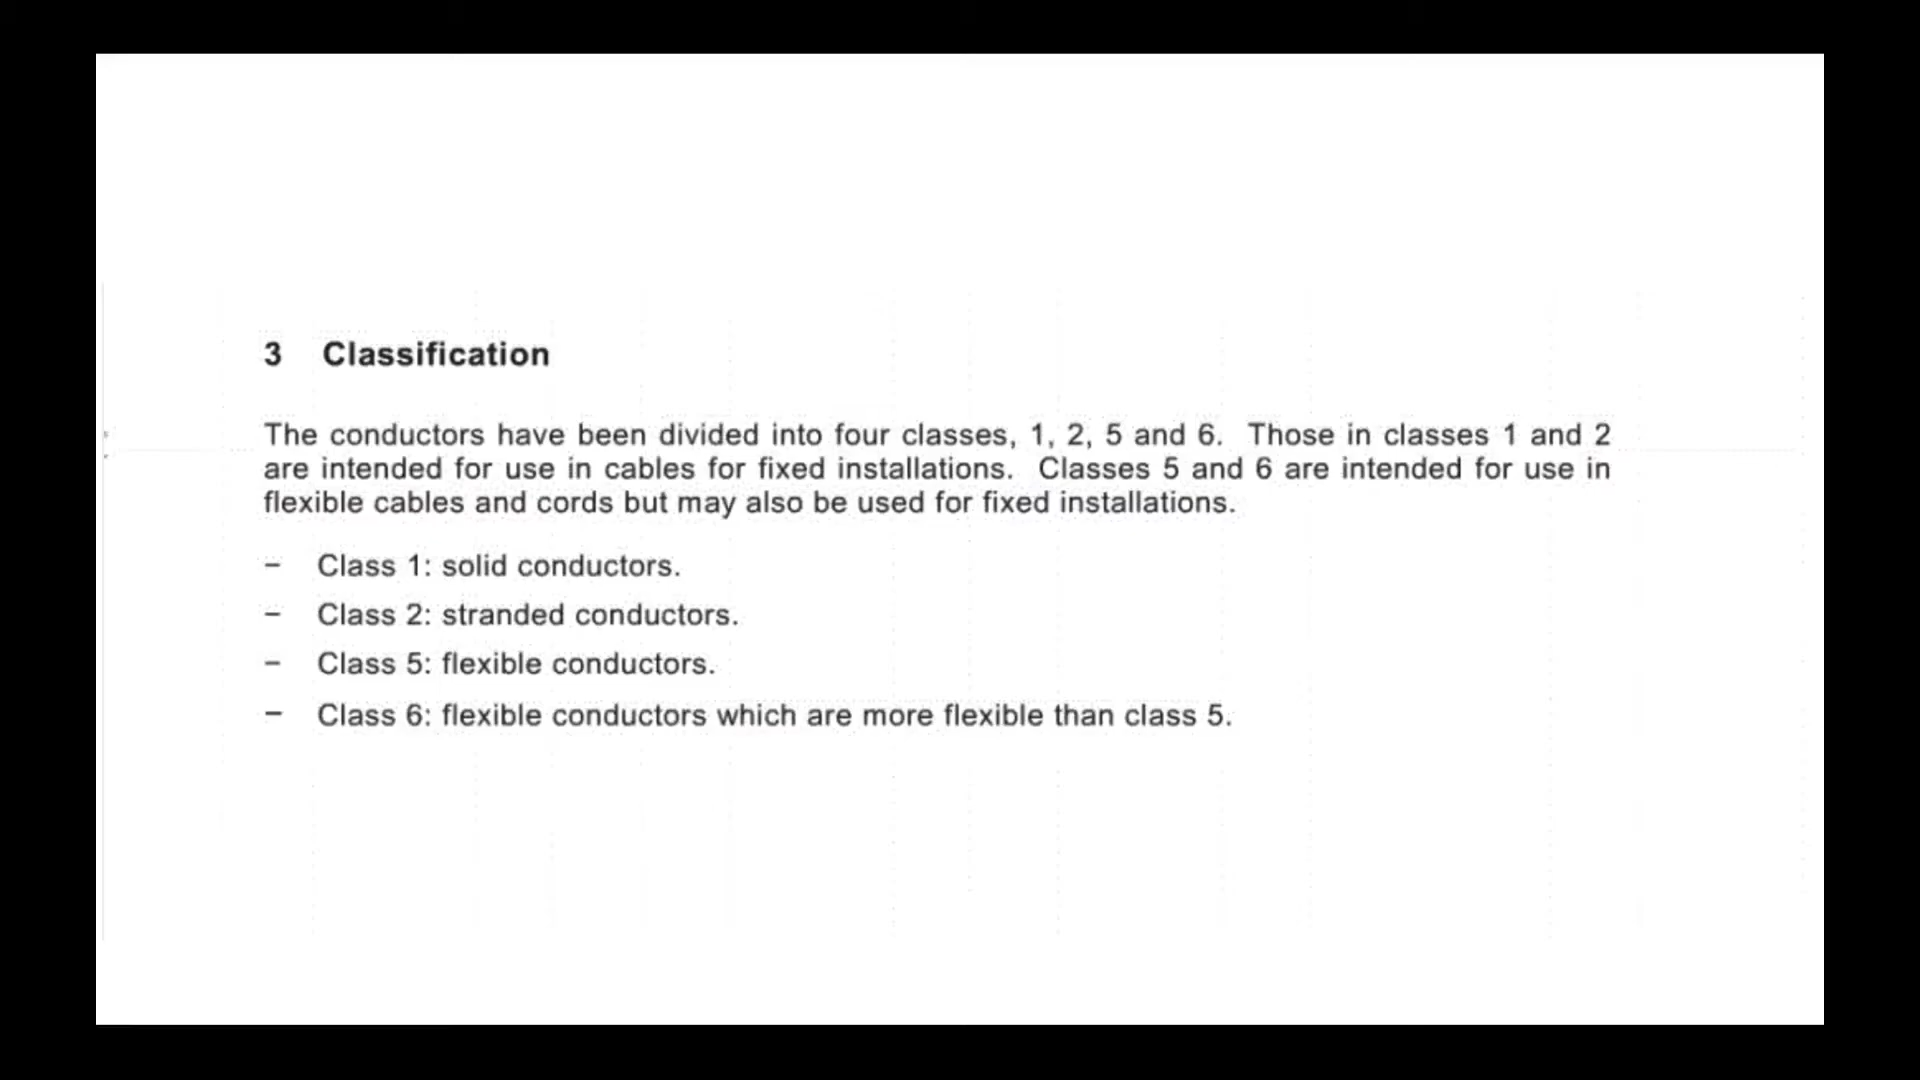 3 Classification
The conductors have been divided into four classes, 1, 2, 5 and 6. Those in classes 1 and 2
are intended for use in cables for fixed installations. Classes 5 and 6 are intended for use in
flexible cables and cords but may also be used for fixed installations.
– Class 1: solid conductors.
– Class 2: stranded conductors.
– Class 5: flexible conductors.
– Class 6: flexible conductors which are more flexible than class 5.